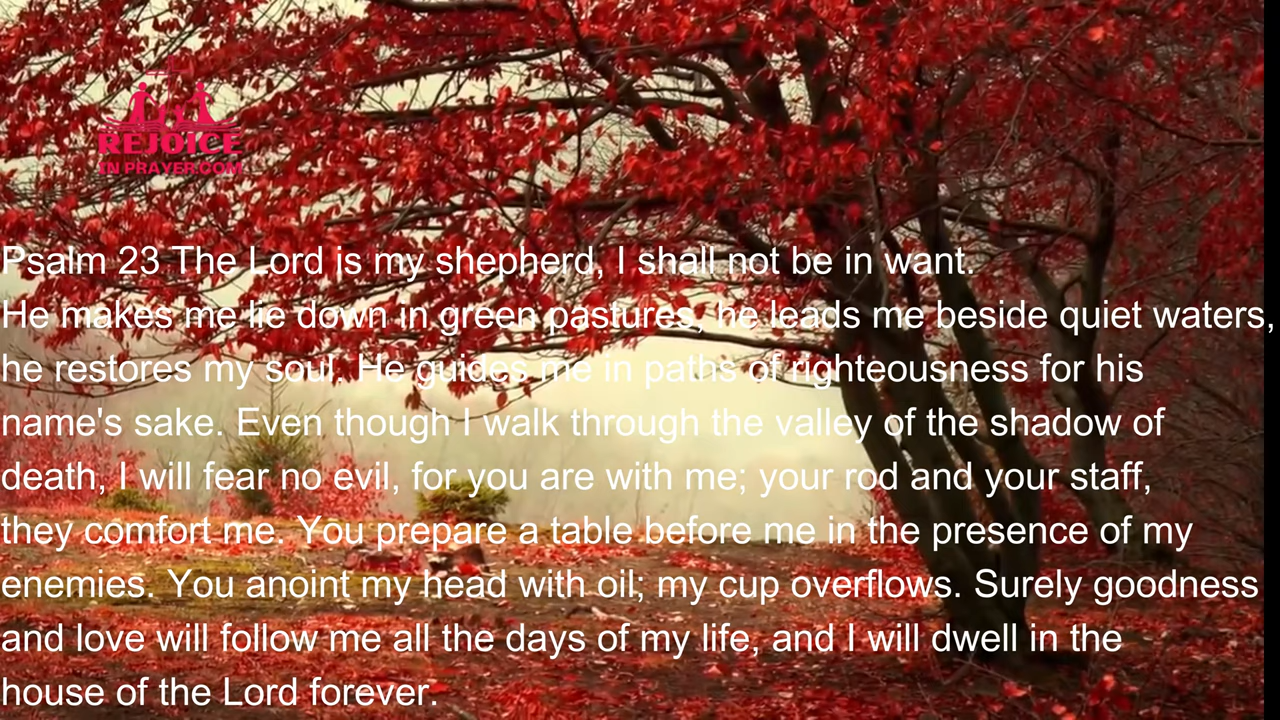 REJOICE
IN PRAYER.COM
Psalm 23 The Lord is my shepherd, I shall not be in want.
He makes me lie down in green pastures, he leads me beside quiet waters,
he restores my soul. He guides me in paths of righteousness for his
name's sake. Even though I walk through the valley of the shadow of
death, I will fear no evil, for you are with me; your rod and your staff,
they comfort me. You prepare a table before me in the presence of my
enemies. You anoint my head with oil; my cup overflows. Surely goodness
and love will follow me all the days of my life, and I will dwell in the
house of the Lord forever.